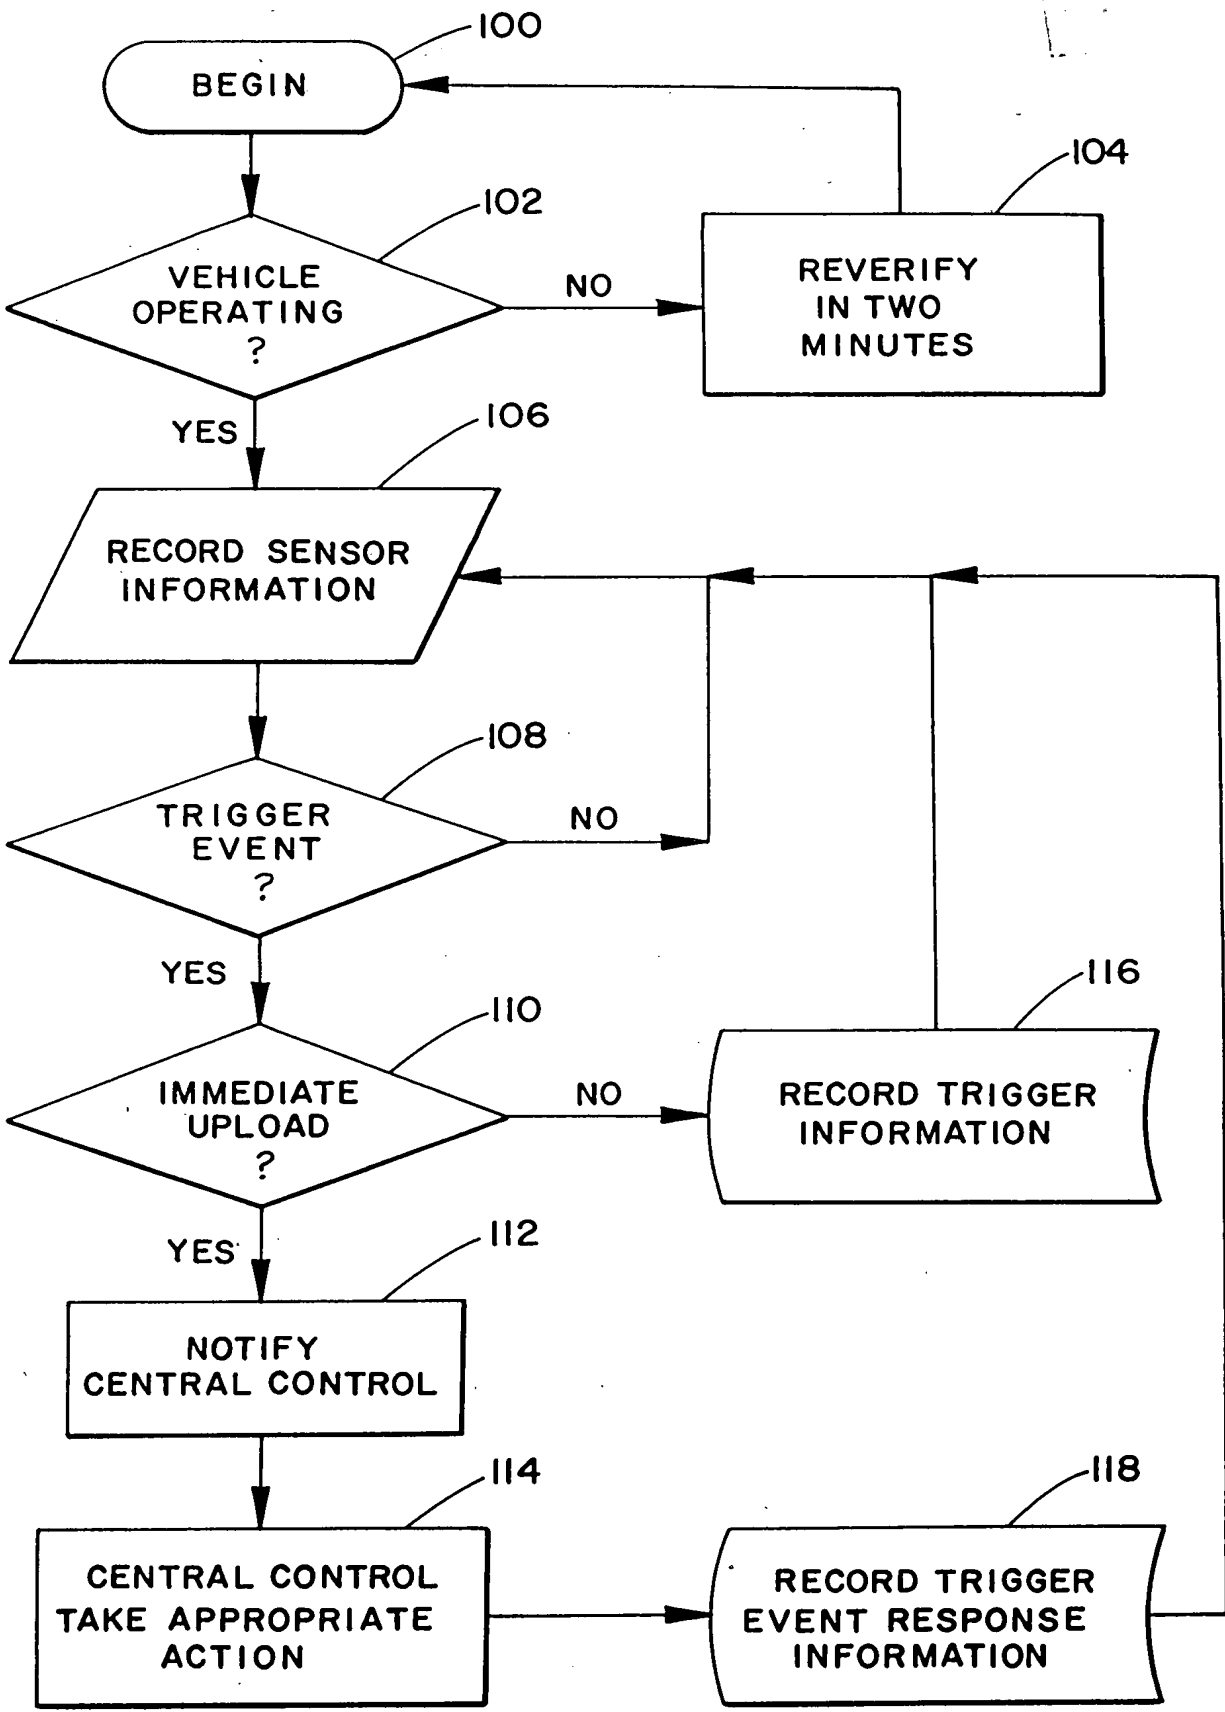 100
BEGIN
104
102
VEHICLE
OPERATING
?
NO
REVERIFY
IN TWO
MINUTES
YES
106
RECORD SENSOR
INFORMATION
108
TRIGGER
EVENT
?
NO
YES
110
116
IMMEDIATE
UPLOAD
?
NO
RECORD TRIGGER
INFORMATION
YES
112
NOTIFY
CENTRAL CONTROL
114
118
CENTRAL CONTROL
TAKE APPROPRIATE
ACTION
RECORD TRIGGER
EVENT RESPONSE
INFORMATION